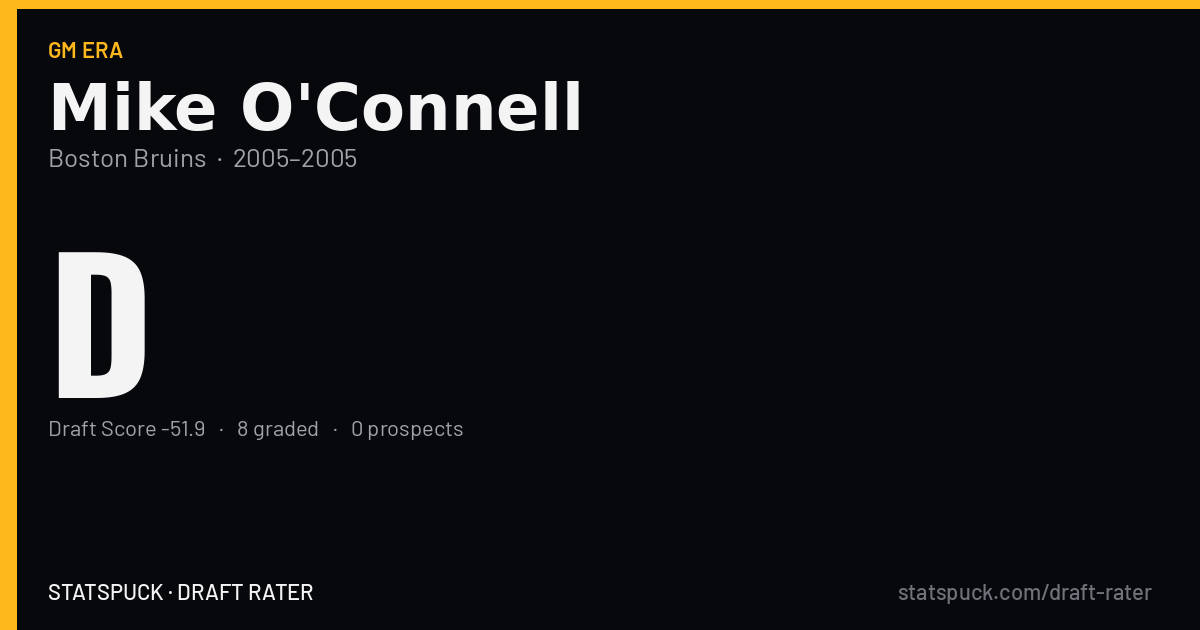 GM ERA
Mike O'Connell
Boston Bruins · 2005–2005
D
Draft Score -51.9 · 8 graded · 0 prospects
STATSPUCK · DRAFT RATER
statspuck.com/draft-rater